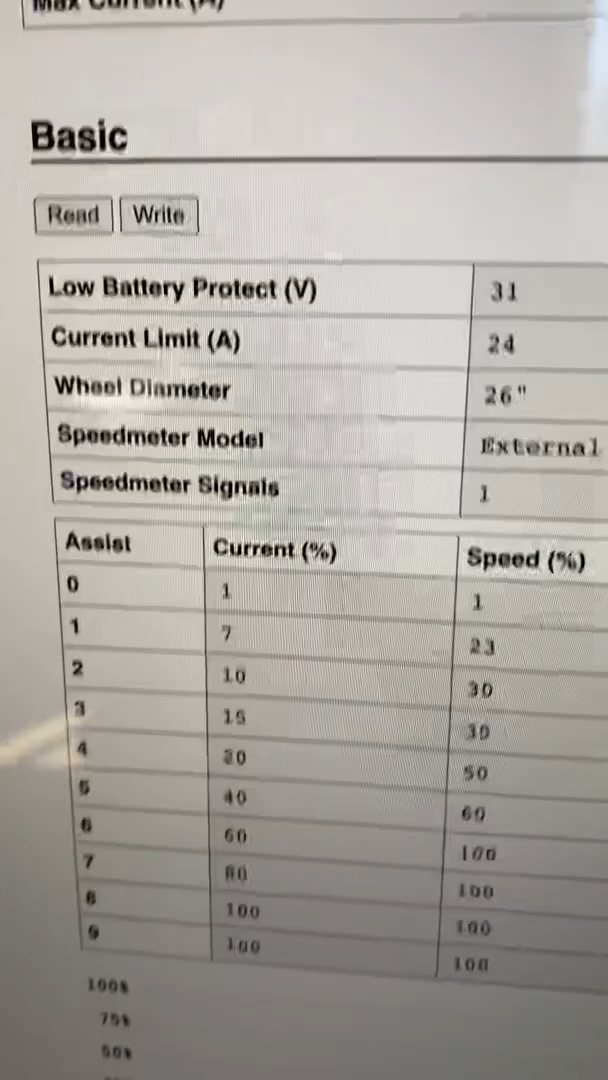 Max Current (A)
Basic
Read Write
Low Battery Protect (V) 31
Current Limit (A) 24
Wheel Diameter 26"
Speedmeter Model External
Speedmeter Signals 1
Assist Current (%) Speed (%)
0 1 1
1 7 23
2 10 30
3 15 30
4 20 50
5 40 60
6 60 100
7 80 100
8 100 100
9 100 100
100%
75%
50%